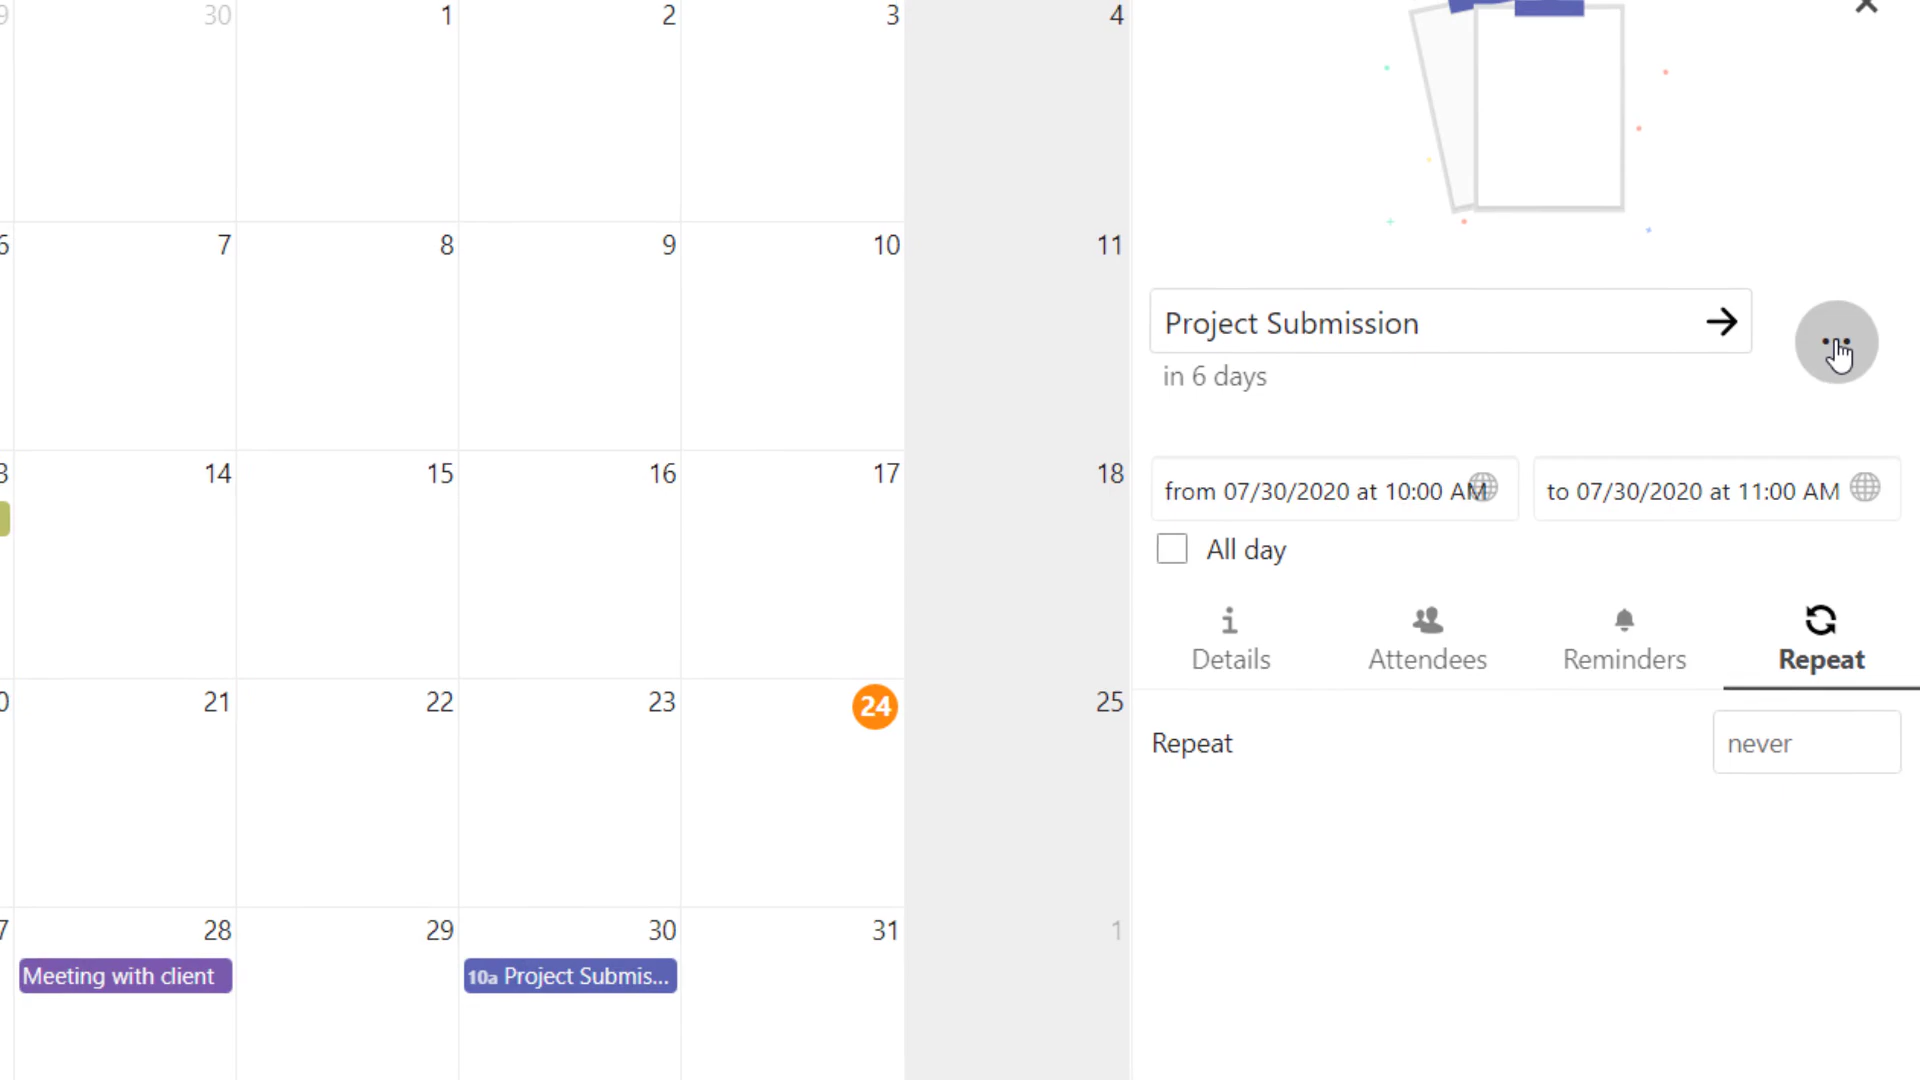 30 1 2 3 4
7 8 9 10 11
14 15 16 17 18
21 22 23 24 25
28 29 30 31 1
Meeting with client
10a Project Submis...
Project Submission
in 6 days
from 07/30/2020 at 10:00 AM
to 07/30/2020 at 11:00 AM
All day
Details Attendees Reminders Repeat
Repeat never